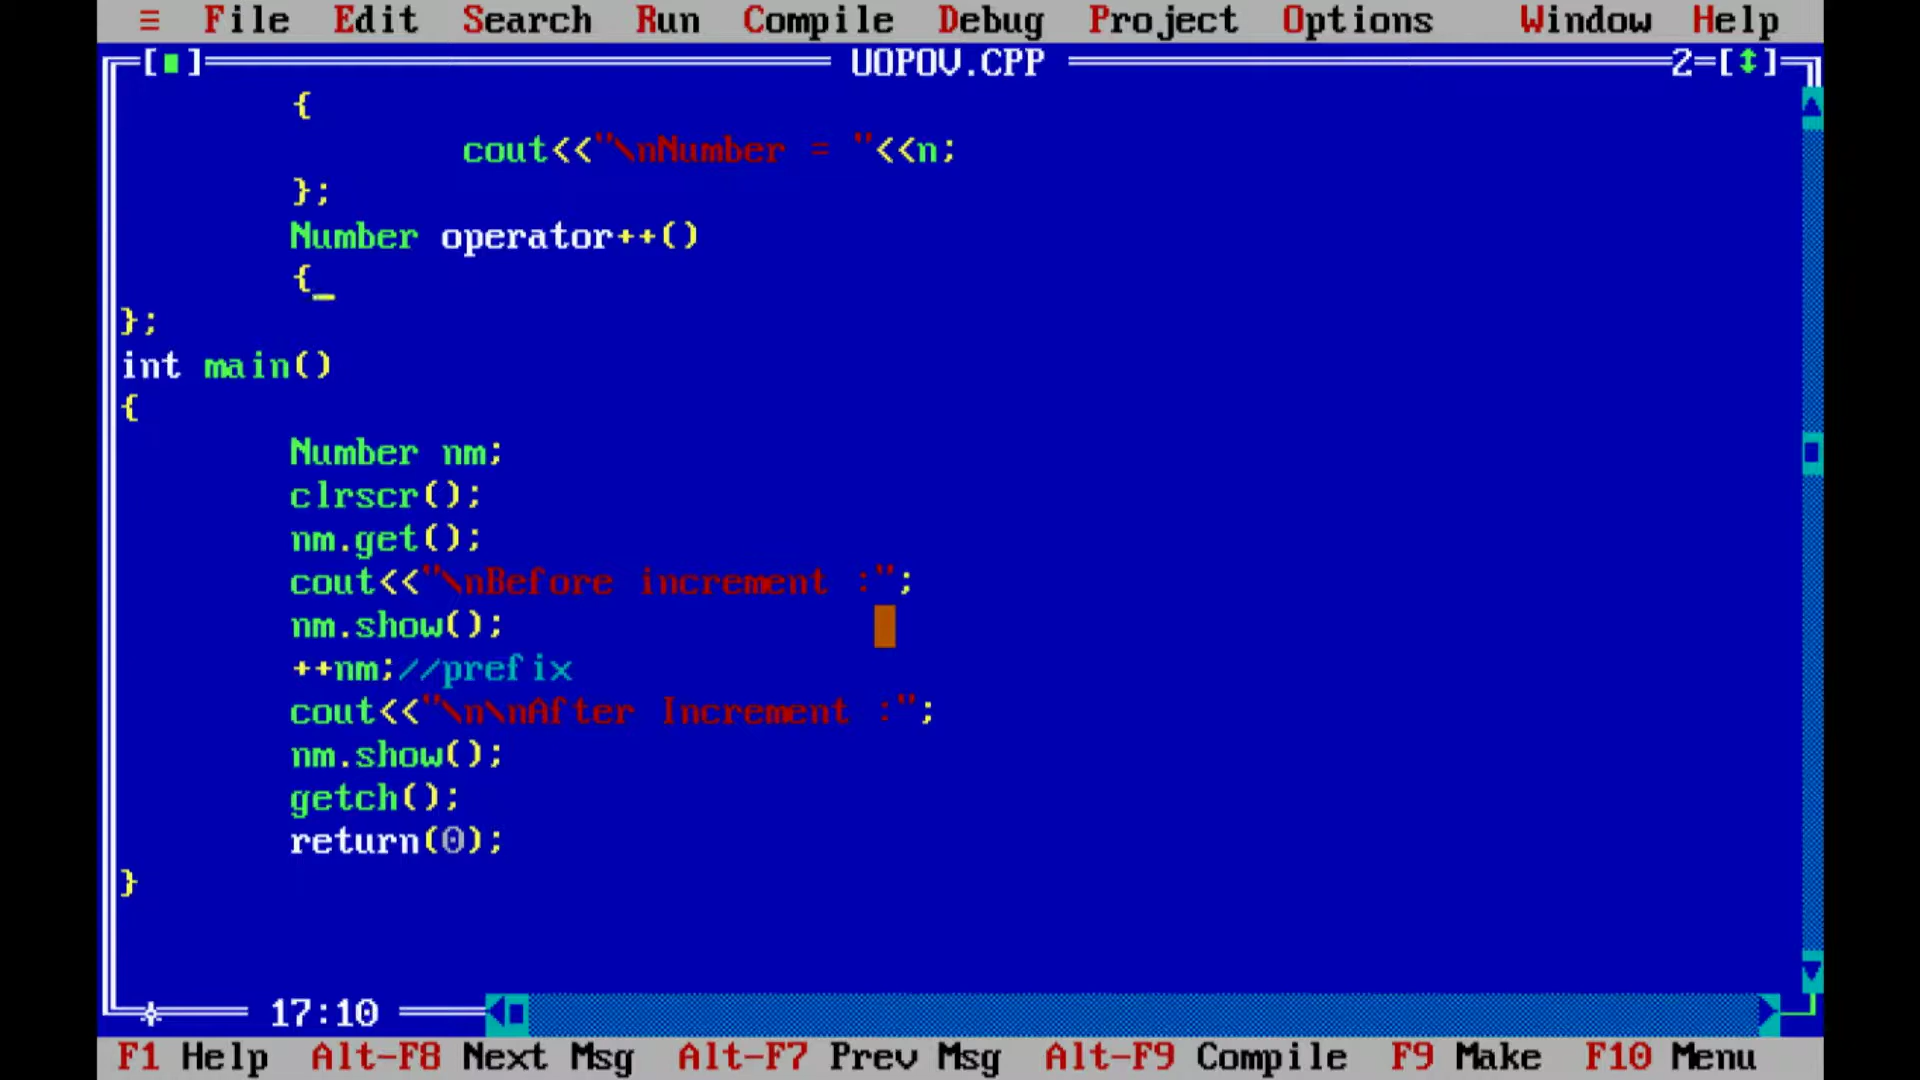 ≡ File Edit Search Run Compile Debug Project Options Window Help
[■] UOPOV.CPP 2=[↕]
{
cout<<"\nNumber = "<<n;
};
Number operator++()
{_
};
int main()
{
Number nm;
clrscr();
nm.get();
cout<<"\nBefore increment :";
nm.show();
++nm;//prefix
cout<<"\n\nAfter Increment :";
nm.show();
getch();
return(0);
}
17:10
F1 Help Alt-F8 Next Msg Alt-F7 Prev Msg Alt-F9 Compile F9 Make F10 Menu